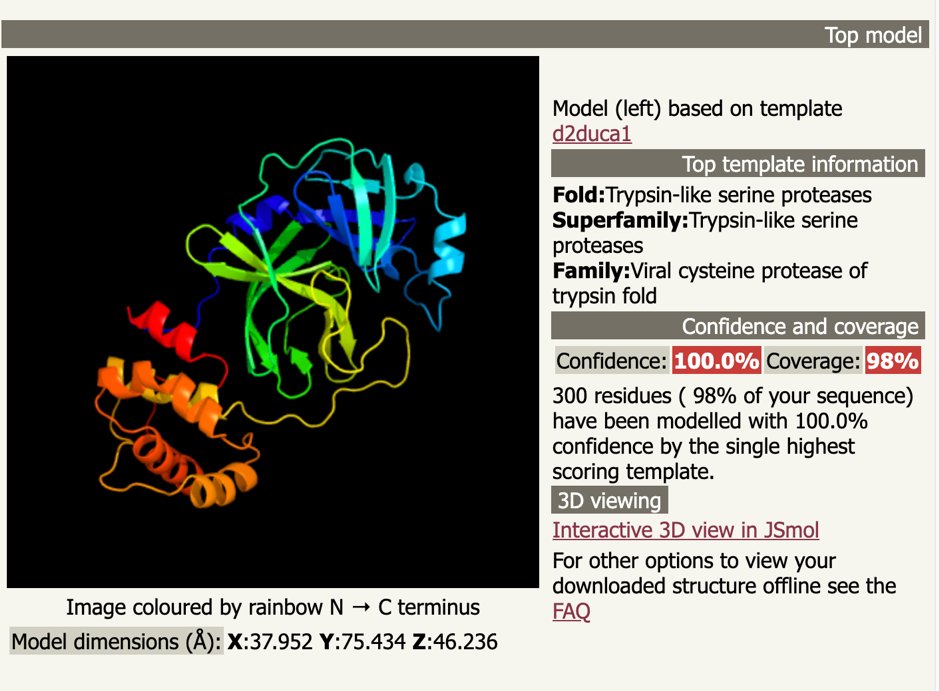 Top model
Model (left) based on template
d2duca1
Top template information
Fold:Trypsin-like serine proteases
Superfamily:Trypsin-like serine
proteases
Family:Viral cysteine protease of
trypsin fold
Confidence and coverage
Confidence: 100.0% Coverage: 98%
300 residues ( 98% of your sequence)
have been modelled with 100.0%
confidence by the single highest
scoring template.
3D viewing
Interactive 3D view in JSmol
For other options to view your
downloaded structure offline see the
FAQ
Image coloured by rainbow N → C terminus
Model dimensions (Å): X:37.952 Y:75.434 Z:46.236